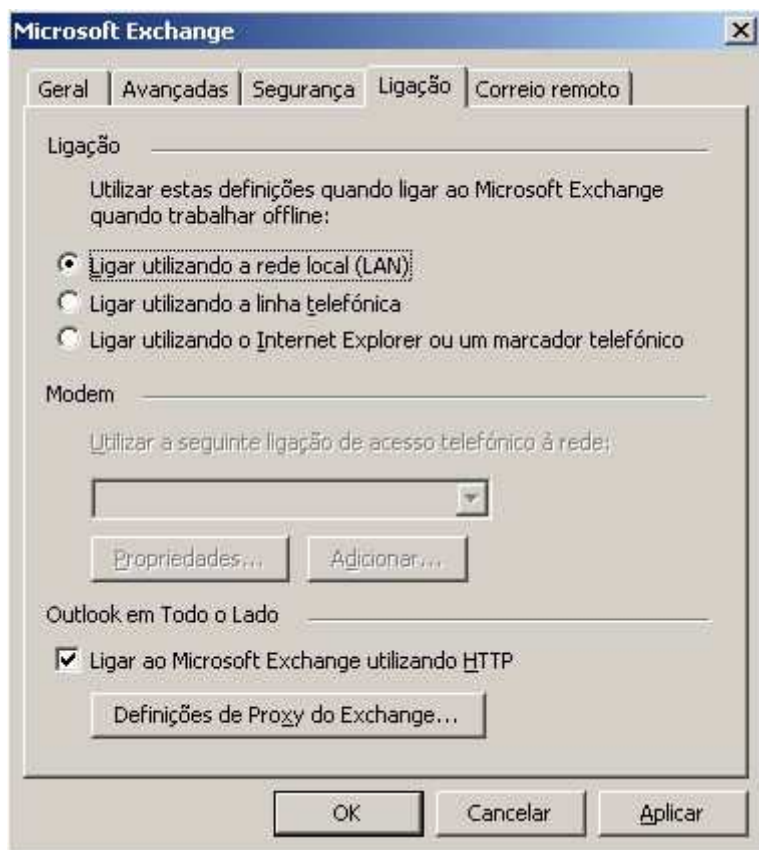 Microsoft Exchange
Geral Avançadas Segurança Ligação Correio remoto
Ligação
Utilizar estas definições quando ligar ao Microsoft Exchange
quando trabalhar offline:
Ligar utilizando a rede local (LAN)
Ligar utilizando a linha telefónica
Ligar utilizando o Internet Explorer ou um marcador telefónico
Modem
Utilizar a seguinte ligação de acesso telefónico à rede:
Propriedades... Adicionar...
Outlook em Todo o Lado
Ligar ao Microsoft Exchange utilizando HTTP
Definições de Proxy do Exchange...
OK Cancelar Aplicar